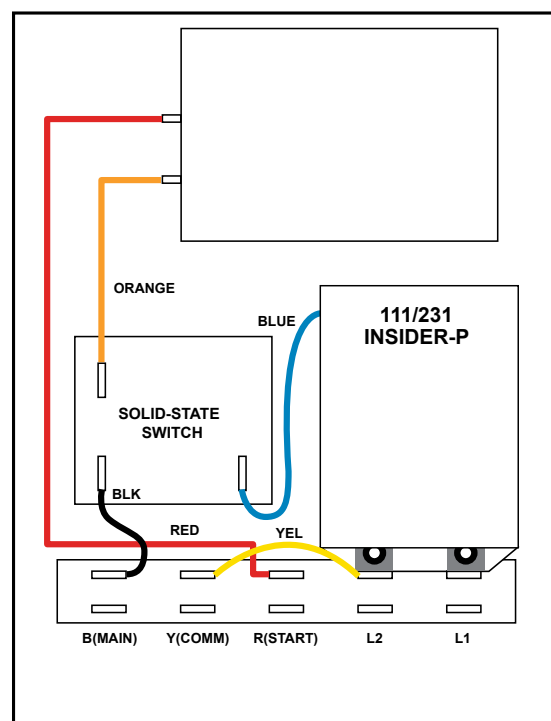 ORANGE
BLUE
111/231
INSIDER-P
SOLID-STATE
SWITCH
BLK
RED
YEL
B(MAIN)
Y(COMM)
R(START)
L2
L1